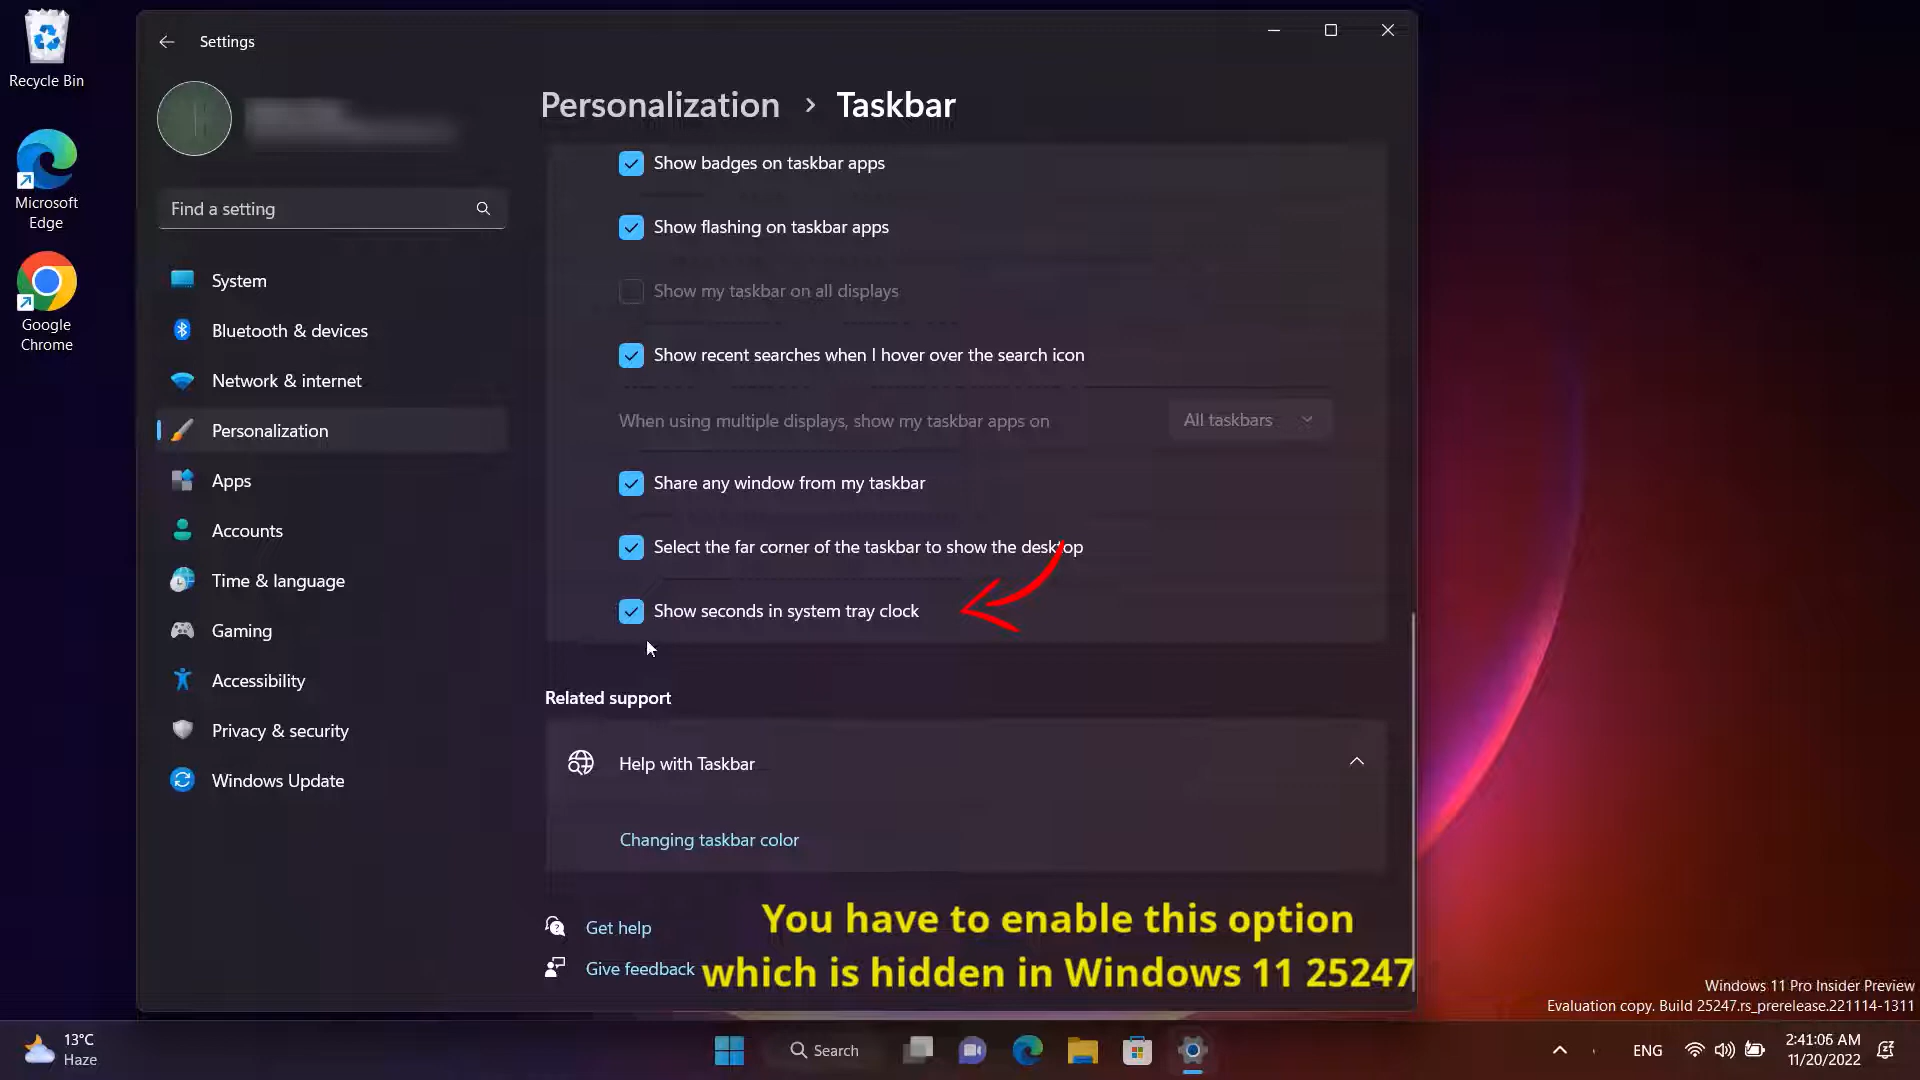 Recycle Bin
Microsoft
Edge
Google
Chrome
Settings
Find a setting
System
Bluetooth & devices
Network & internet
Personalization
Apps
Accounts
Time & language
Gaming
Accessibility
Privacy & security
Windows Update
Personalization > Taskbar
Show badges on taskbar apps
Show flashing on taskbar apps
Show my taskbar on all displays
Show recent searches when I hover over the search icon
When using multiple displays, show my taskbar apps on All taskbars
Share any window from my taskbar
Select the far corner of the taskbar to show the desktop
Show seconds in system tray clock
Related support
Help with Taskbar
Changing taskbar color
Get help
Give feedback
You have to enable this option
which is hidden in Windows 11 25247
Windows 11 Pro Insider Preview
Evaluation copy. Build 25247.rs_prerelease.221114-1311
13°C
Haze
Search
ENG
2:41:06 AM
11/20/2022